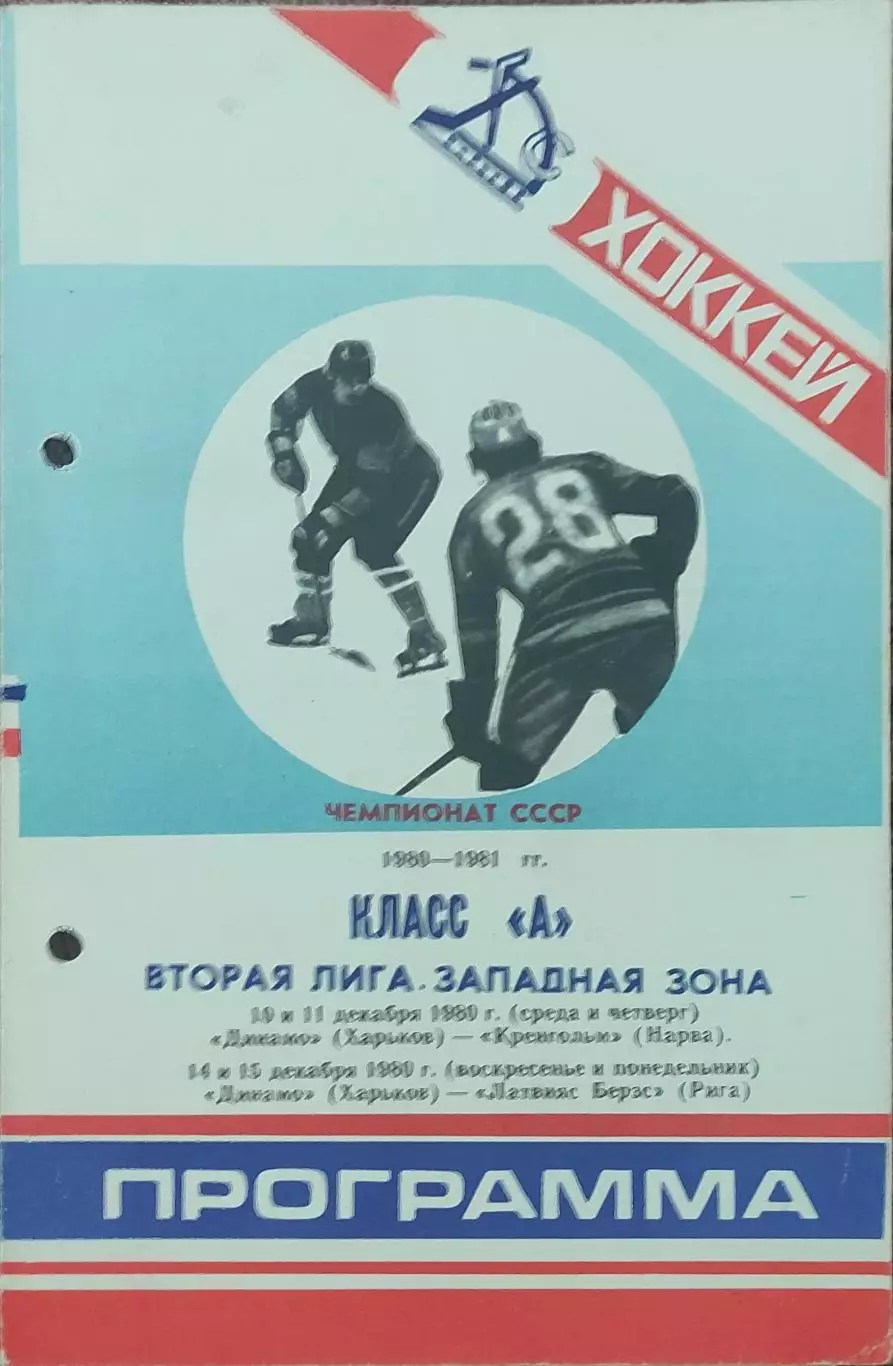 ХОККЕЙ
28
ЧЕМПИОНАТ СССР
1980—1981 гг.
КЛАСС «А»
ВТОРАЯ ЛИГА. ЗАПАДНАЯ ЗОНА
10 и 11 декабря 1980 г. (среда и четверг)
«Динамо» (Харьков) — «Кренгольм» (Нарва).
14 и 15 декабря 1980 г. (воскресенье и понедельник)
«Динамо» (Харьков) — «Латвияс Берзс» (Рига)
ПРОГРАММА